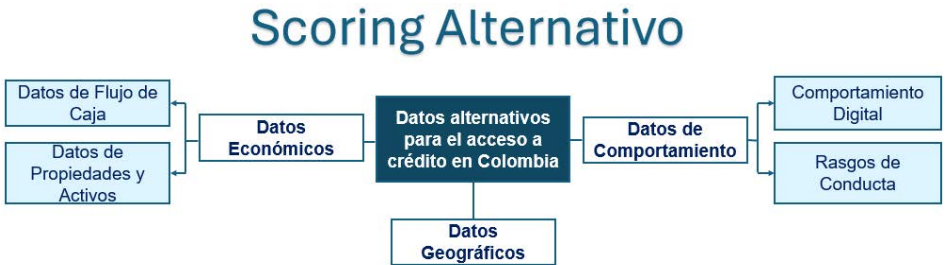 Scoring Alternativo
Datos de Flujo de
Caja
Datos de
Propiedades y
Activos
Datos
Económicos
Datos alternativos
para el acceso a
crédito en Colombia
Datos
Geográficos
Datos de
Comportamiento
Comportamiento
Digital
Rasgos de
Conducta